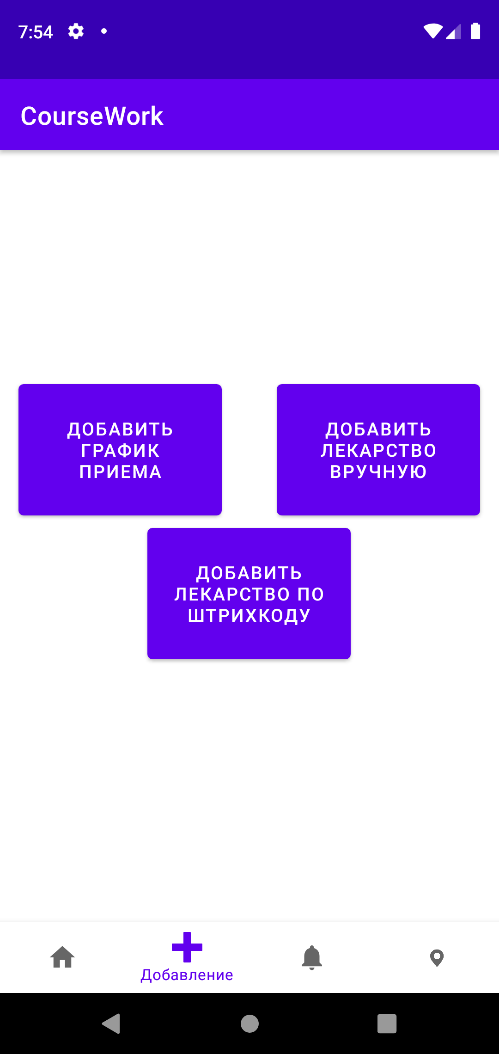 7:54
CourseWork
ДОБАВИТЬ
ГРАФИК
ПРИЕМА
ДОБАВИТЬ
ЛЕКАРСТВО
ВРУЧНУЮ
ДОБАВИТЬ
ЛЕКАРСТВО ПО
ШТРИХКОДУ
Добавление